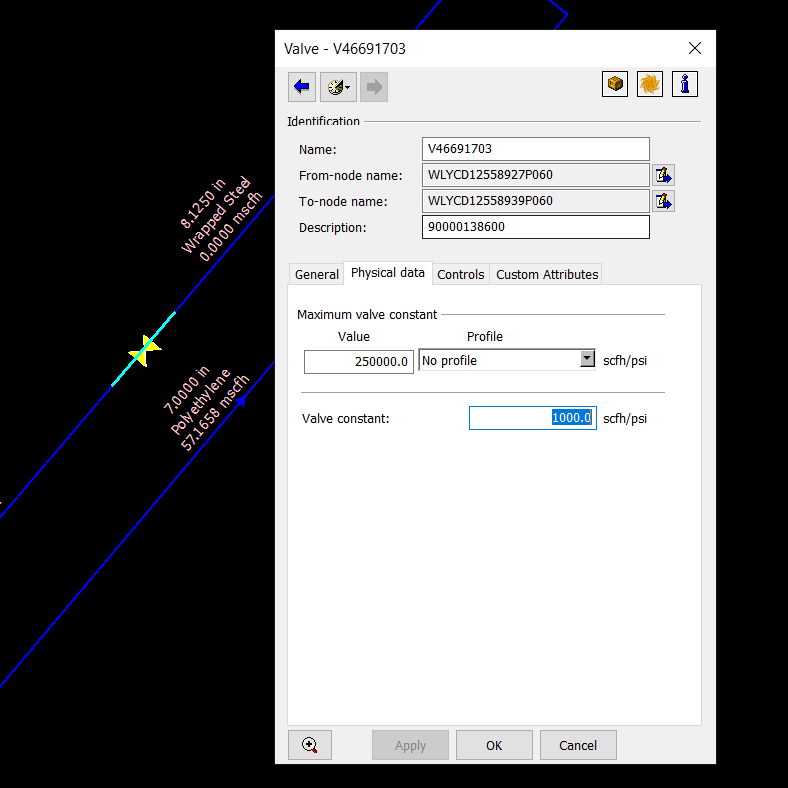 Valve - V46691703
Identification
Name: V46691703
From-node name: WLYCD12558927P060
To-node name: WLYCD12558939P060
Description: 90000138600
General Physical data Controls Custom Attributes
Maximum valve constant
Value Profile
250000.0 No profile scfh/psi
Valve constant: 1000.0 scfh/psi
Apply OK Cancel
8.1250 in
Wrapped Steel
0.0000 mscfh
7.0000 in
Polyethylene
57.1658 mscfh